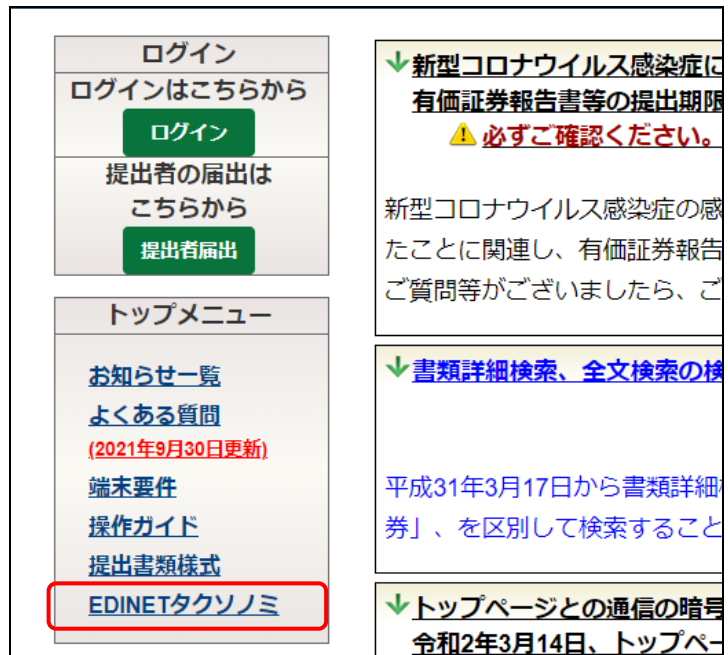 ログイン
ログインはこちらから
ログイン
提出者の届出は
こちらから
提出者届出
トップメニュー
お知らせ一覧
よくある質問
(2021年9月30日更新)
端末要件
操作ガイド
提出書類様式
EDINETタクソノミ
新型コロナウイルス感染症に
有価証券報告書等の提出期限
必ずご確認ください。
新型コロナウイルス感染症の感
たことに関連し、有価証券報告
ご質問等がございましたら、ご
書類詳細検索、全文検索の検
平成31年3月17日から書類詳細
券」、を区別して検索すること
トップページとの通信の暗号
令和2年3月14日、トップペー